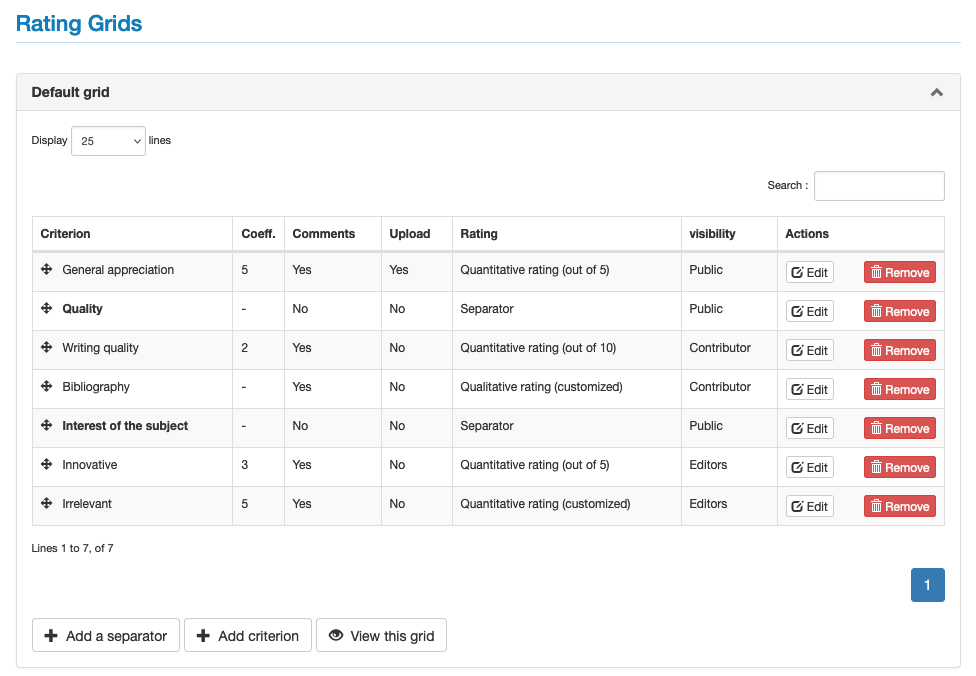 Rating Grids
Default grid
Display 25 lines
Search :
Criterion Coeff. Comments Upload Rating visibility Actions
General appreciation 5 Yes Yes Quantitative rating (out of 5) Public Edit Remove
Quality - No No Separator Public Edit Remove
Writing quality 2 Yes No Quantitative rating (out of 10) Contributor Edit Remove
Bibliography - Yes No Qualitative rating (customized) Contributor Edit Remove
Interest of the subject - No No Separator Public Edit Remove
Innovative 3 Yes No Quantitative rating (out of 5) Editors Edit Remove
Irrelevant 5 Yes No Quantitative rating (customized) Editors Edit Remove
Lines 1 to 7, of 7
1
Add a separator Add criterion View this grid